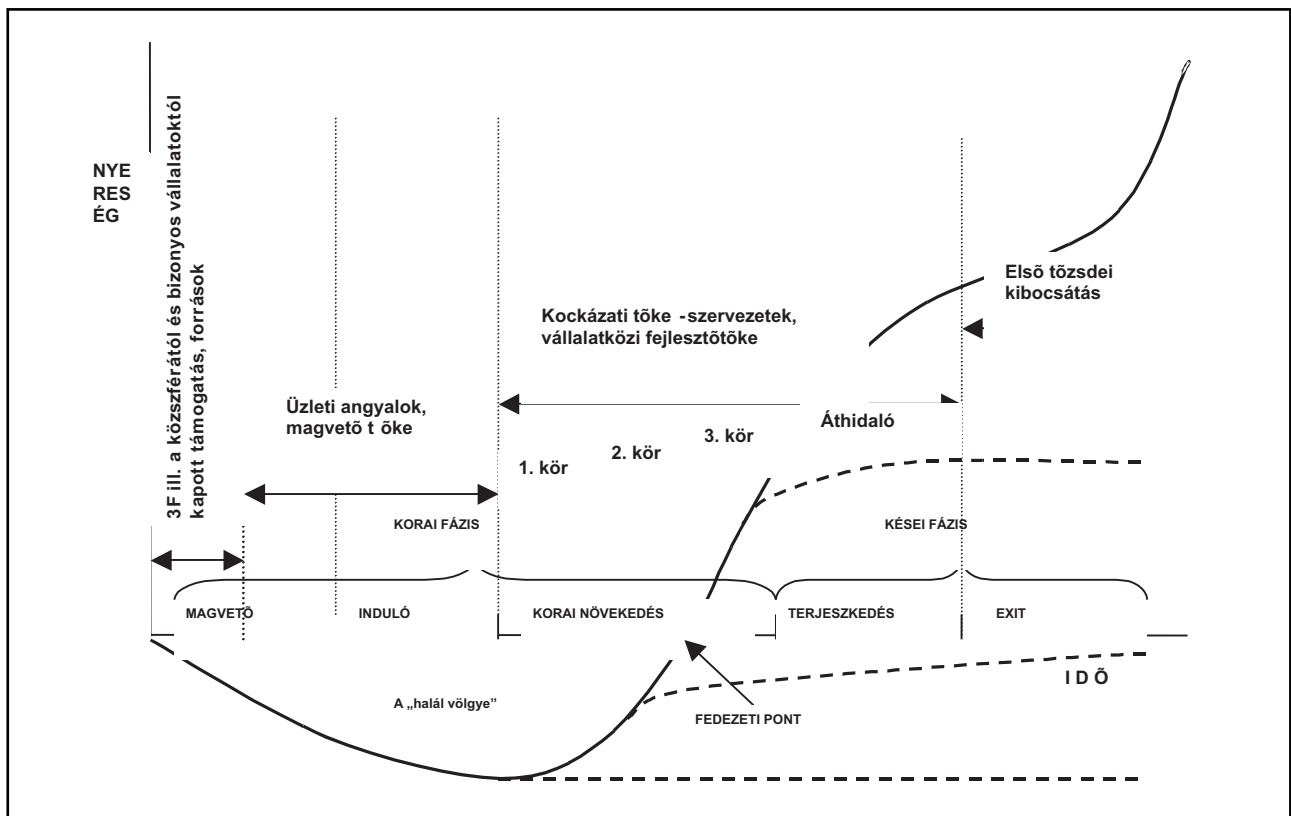 NYE
RES
ÉG
3F ill. a közszférától és bizonyos vállalatoktól
kapott támogatás, források
Elsõ tõzsdei
kibocsátás
Kockázati tõke -szervezetek,
vállalatközi fejlesztõtõke
Üzleti angyalok,
magvetõ t õke
Áthidaló
1. kör
2. kör
3. kör
KORAI FÁZIS
KÉSEI FÁZIS
MAGVETÕ
INDULÓ
KORAI NÖVEKEDÉS
TERJESZKEDÉS
EXIT
I D Õ
A „halál völgye”
FEDEZETI PONT